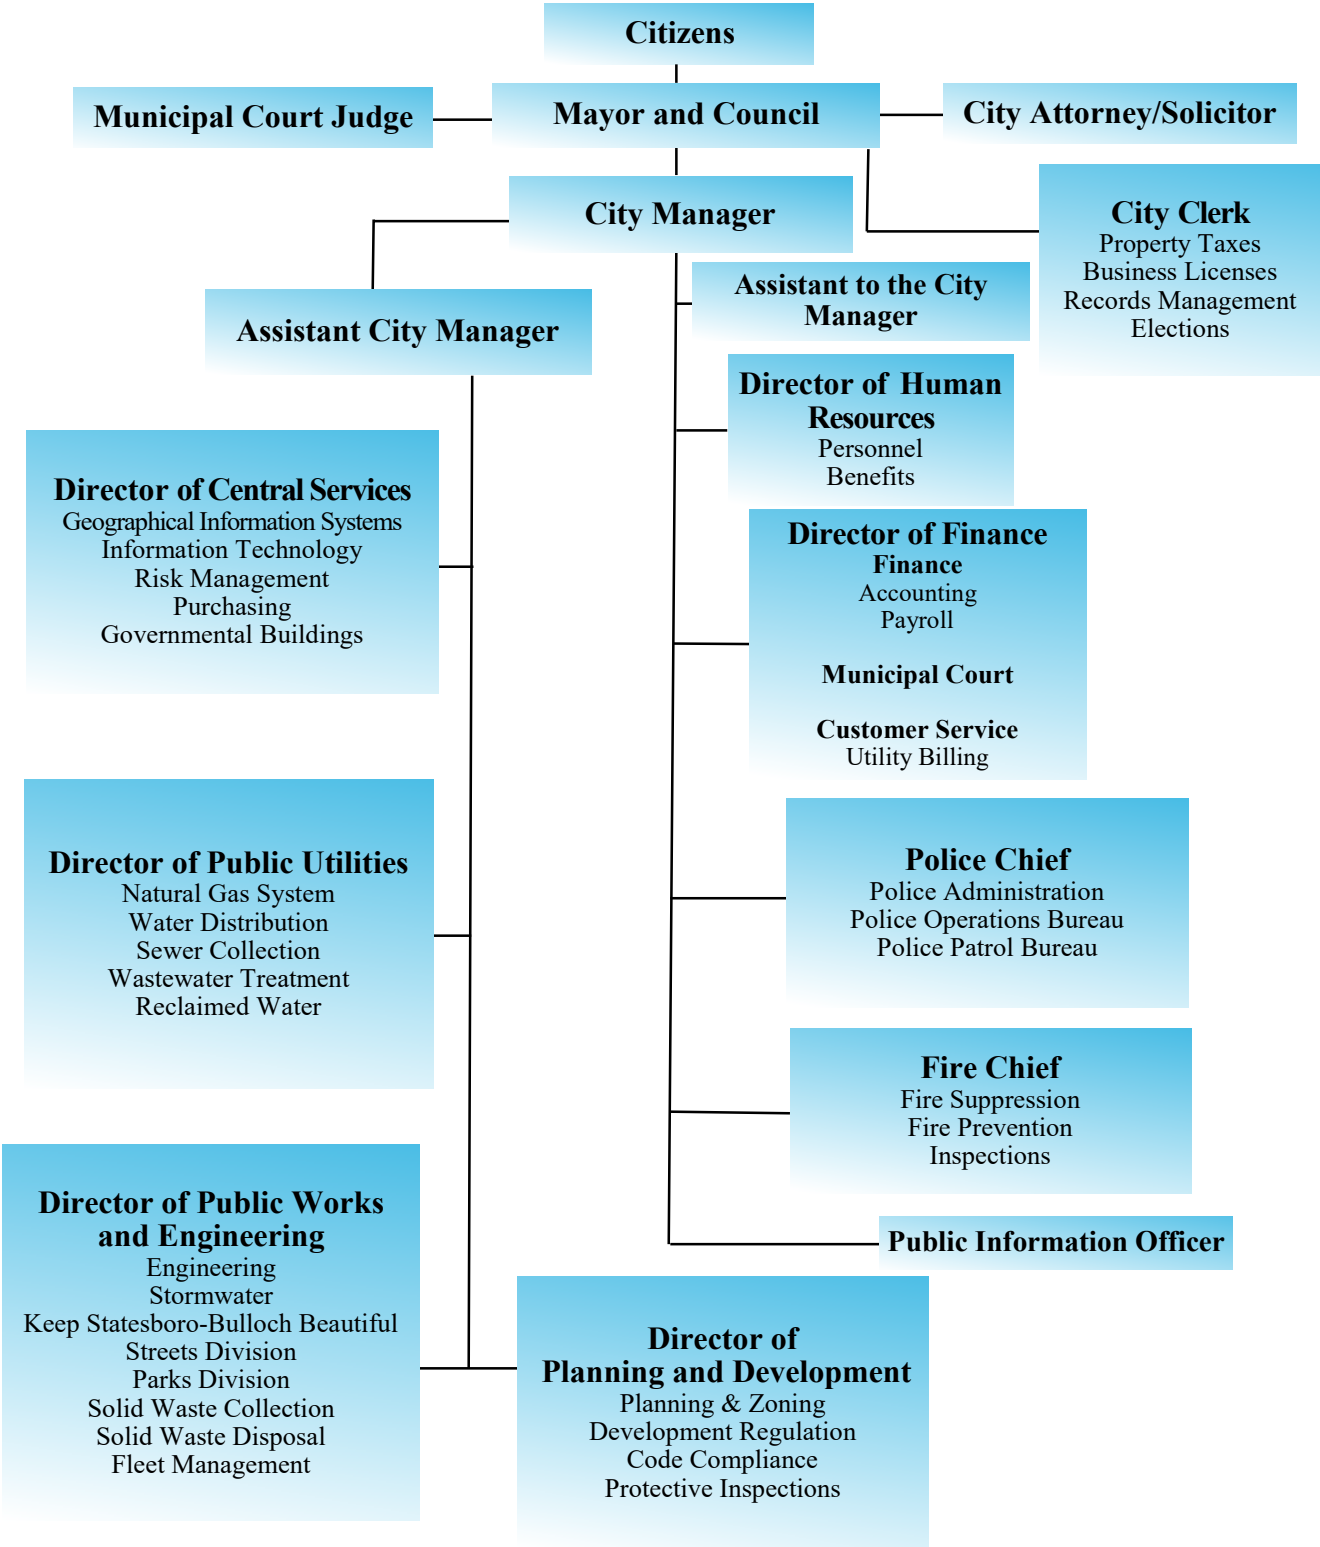 Citizens
Municipal Court Judge
Mayor and Council
City Attorney/Solicitor
City Manager
City Clerk
Property Taxes
Business Licenses
Records Management
Elections
Assistant to the City
Manager
Assistant City Manager
Director of Human
Resources
Personnel
Benefits
Director of Central Services
Geographical Information Systems
Information Technology
Risk Management
Purchasing
Governmental Buildings
Director of Finance
Finance
Accounting
Payroll
Municipal Court
Customer Service
Utility Billing
Director of Public Utilities
Natural Gas System
Water Distribution
Sewer Collection
Wastewater Treatment
Reclaimed Water
Police Chief
Police Administration
Police Operations Bureau
Police Patrol Bureau
Fire Chief
Fire Suppression
Fire Prevention
Inspections
Public Information Officer
Director of Public Works
and Engineering
Engineering
Stormwater
Keep Statesboro-Bulloch Beautiful
Streets Division
Parks Division
Solid Waste Collection
Solid Waste Disposal
Fleet Management
Director of
Planning and Development
Planning & Zoning
Development Regulation
Code Compliance
Protective Inspections